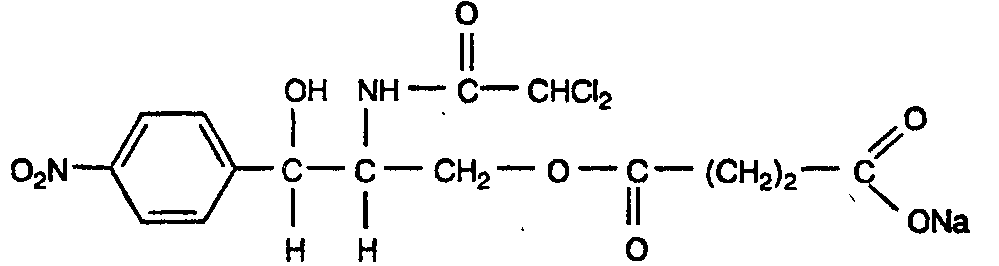 O
OH NH C CHCl₂
O₂N C C CH₂ O C (CH₂)₂ C O
H H O ONa